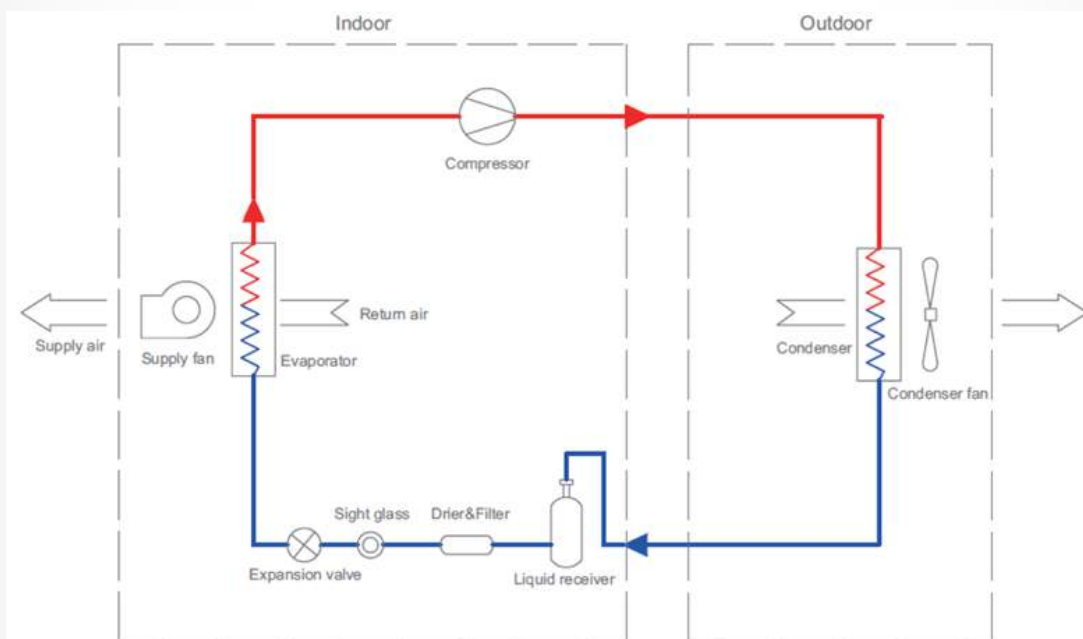 Indoor
Outdoor
Compressor
Return air
Supply air
Supply fan
Evaporator
Condenser
Condenser fan
Sight glass
Drier&Filter
Expansion valve
Liquid receiver